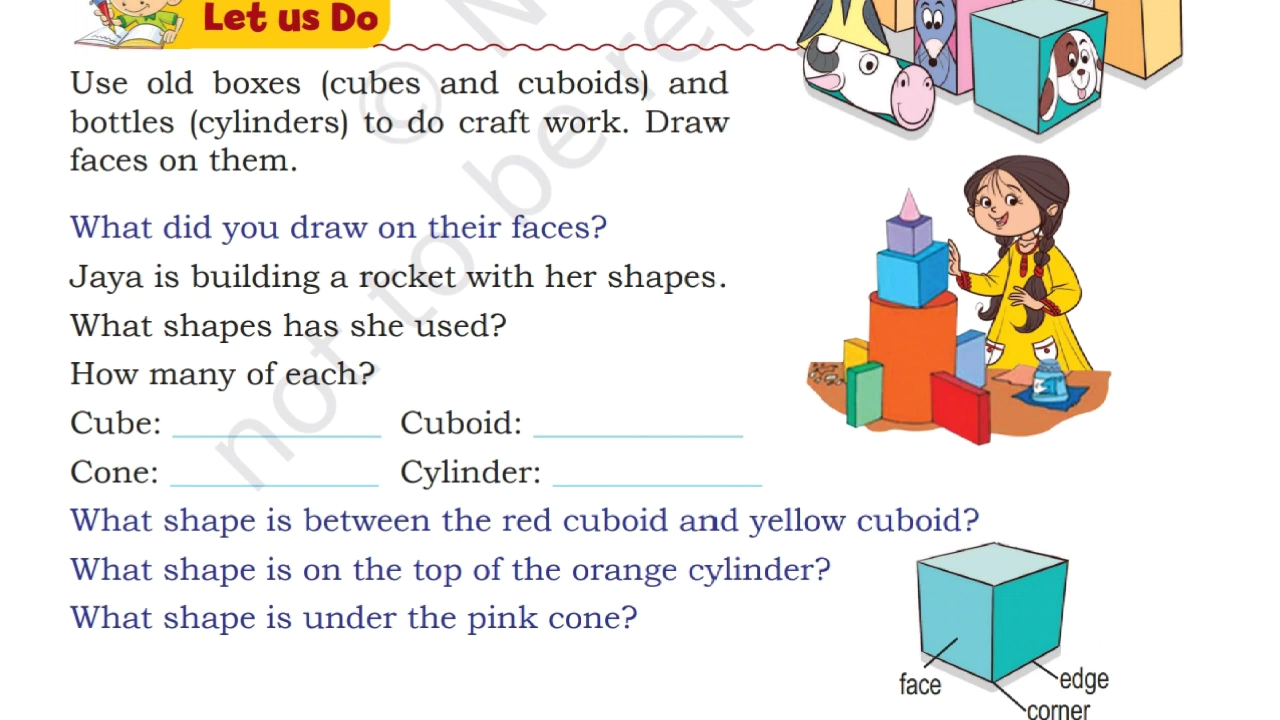 Let us Do
Use old boxes (cubes and cuboids) and
bottles (cylinders) to do craft work. Draw
faces on them.
What did you draw on their faces?
Jaya is building a rocket with her shapes.
What shapes has she used?
How many of each?
Cube: Cuboid:
Cone: Cylinder:
What shape is between the red cuboid and yellow cuboid?
What shape is on the top of the orange cylinder?
What shape is under the pink cone?
face
edge
corner
© N
not to be rep